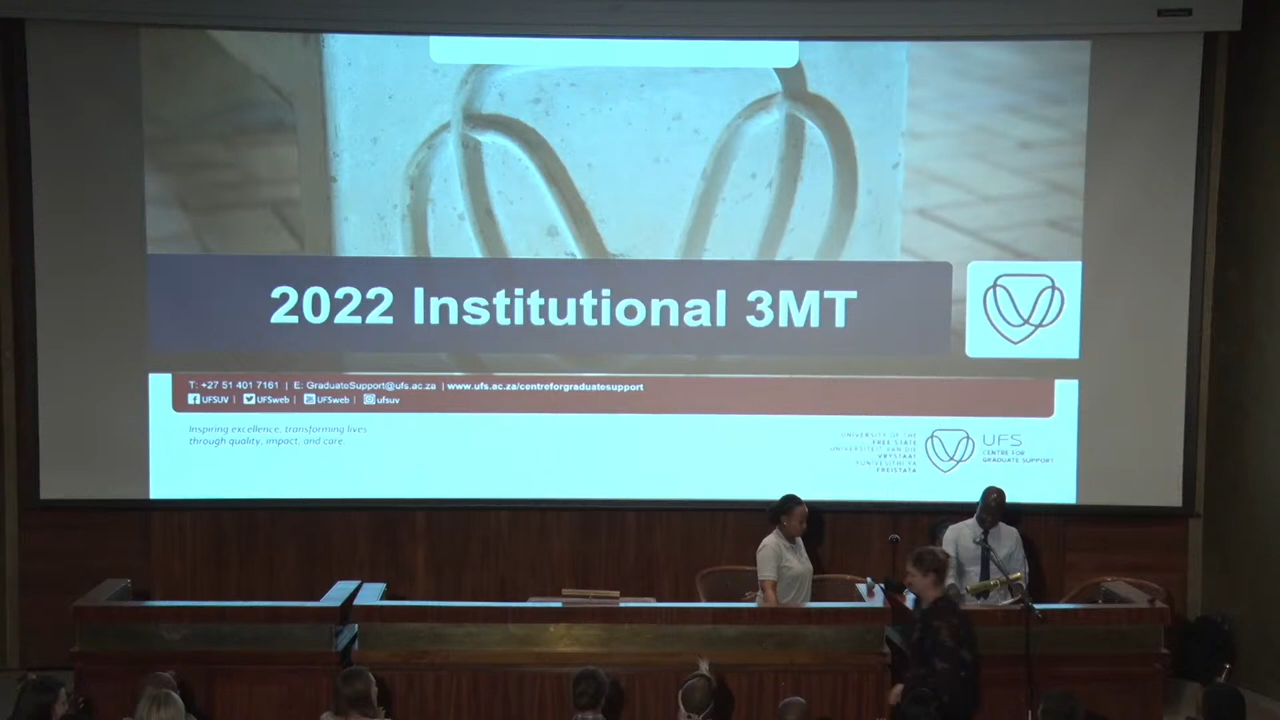 2022 Institutional 3MT
T: +27 51 401 7161 | E: GraduateSupport@ufs.ac.za | www.ufs.ac.za/centreforgraduatesupport
UFSUV | UFSweb | UFSweb | ufsuv
Inspiring excellence, transforming lives
through quality, impact, and care.
UNIVERSITY OF THE
FREE STATE
UNIVERSITEIT VAN DIE
VRYSTAAT
YUNIVESITHI YA
FREISTATA
UFS
CENTRE FOR
GRADUATE SUPPORT